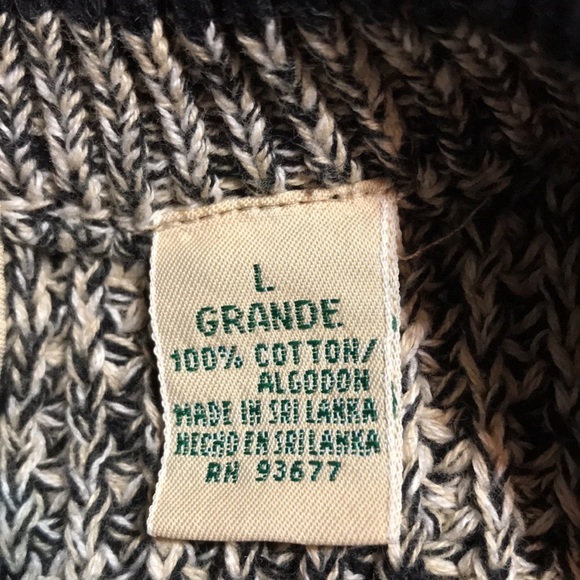 L
GRANDE
100% COTTON/
ALGODON
MADE IN SRI LANKA
HECHO EN SRI LANKA
RN 93677